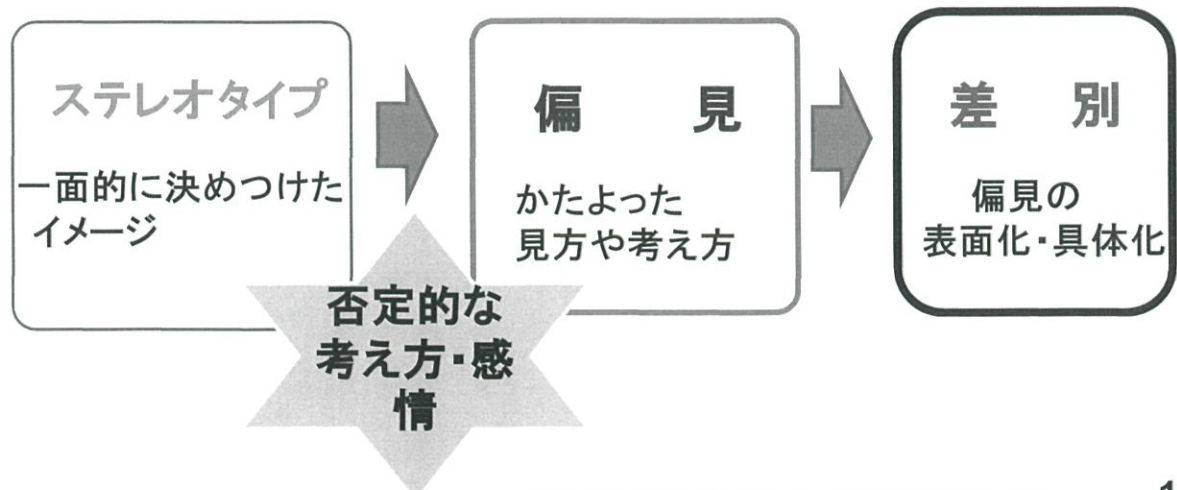 ステレオタイプ
一面的に決めつけた
イメージ
否定的な
考え方・感
情
偏 見
かたよった
見方や考え方
差 別
偏見の
表面化・具体化